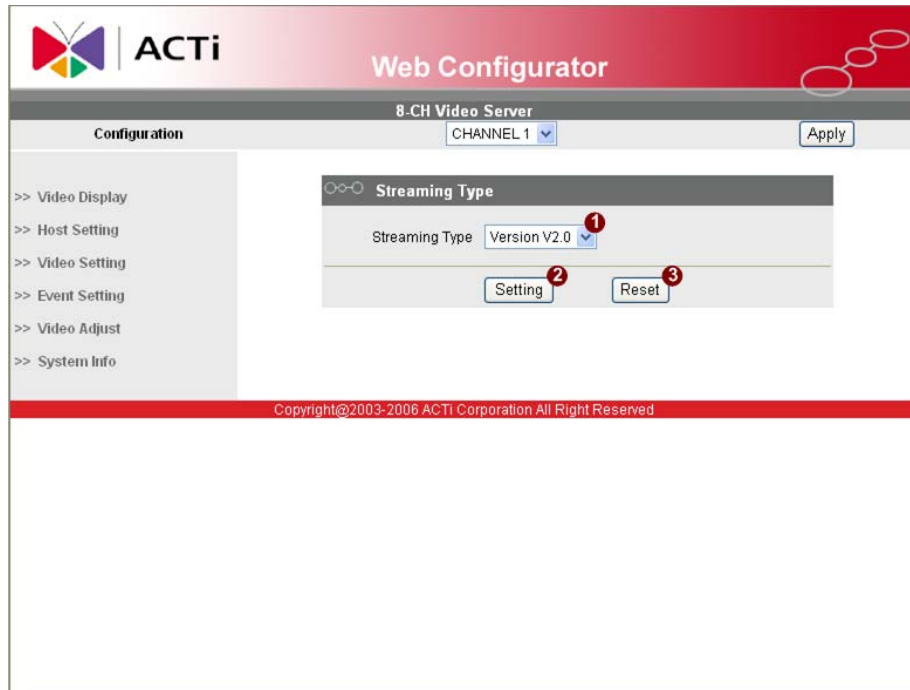 ACTi
Web Configurator
8-CH Video Server
Configuration
CHANNEL 1
Apply
>> Video Display
>> Host Setting
>> Video Setting
>> Event Setting
>> Video Adjust
>> System Info
Streaming Type
Streaming Type Version V2.0 1
Setting 2 Reset 3
Copyright@2003-2006 ACTi Corporation All Right Reserved